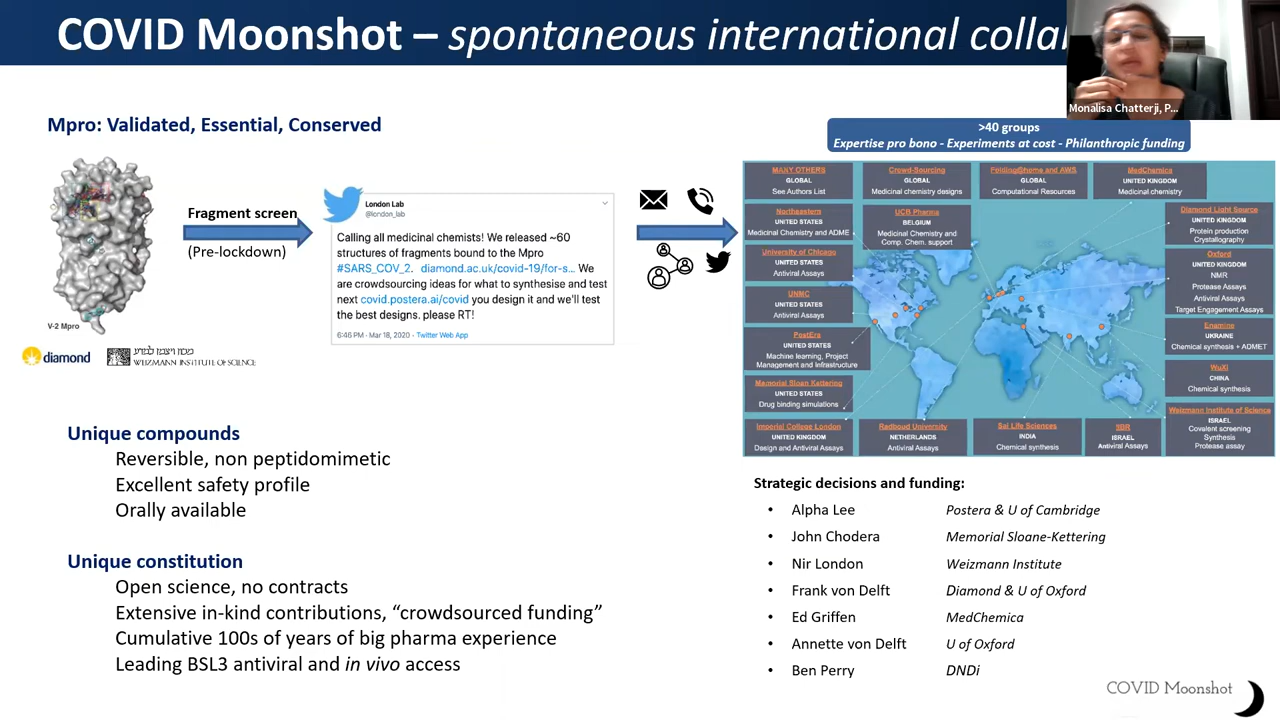 COVID Moonshot – spontaneous international colla
Monalisa Chatterji, P...
Mpro: Validated, Essential, Conserved
V-2 Mpro
diamond
מכון ויצמן למדע
WEIZMANN INSTITUTE OF SCIENCE
Fragment screen
(Pre-lockdown)
London Lab
@london_lab
Calling all medicinal chemists! We released ~60
structures of fragments bound to the Mpro
#SARS_COV_2. diamond.ac.uk/covid-19/for-s... We
are crowdsourcing ideas for what to synthesise and test
next covid.postera.ai/covid you design it and we'll test
the best designs. please RT!
6:46 PM · Mar 18, 2020 · Twitter Web App
>40 groups
Expertise pro bono - Experiments at cost - Philanthropic funding
MANY OTHERS
GLOBAL
See Authors List
Crowd-Sourcing
GLOBAL
Medicinal chemistry designs
Folding@home and AWS
GLOBAL
Computational Resources
MedChemica
UNITED KINGDOM
Medicinal chemistry
Northeastern
UNITED STATES
Medicinal Chemistry and ADME
UCB Pharma
BELGIUM
Medicinal Chemistry and
Comp. Chem. support
Diamond Light Source
UNITED KINGDOM
Protein production
Crystallography
University of Chicago
UNITED STATES
Antiviral Assays
Oxford
UNITED KINGDOM
NMR
Protease Assays
Antiviral Assays
Target Engagement Assays
UNMC
UNITED STATES
Antiviral Assays
PostEra
UNITED STATES
Machine learning, Project
Management and Infrastructure
Enamine
UKRAINE
Chemical synthesis + ADMET
WuXi
CHINA
Chemical synthesis
Memorial Sloan Kettering
UNITED STATES
Drug binding simulations
Weizmann Institute of Science
ISRAEL
Covalent screening
Synthesis
Protease assay
Imperial College London
UNITED KINGDOM
Design and Antiviral Assays
Radboud University
NETHERLANDS
Antiviral Assays
Sai Life Sciences
INDIA
Chemical synthesis
IIBR
ISRAEL
Antiviral Assays
Unique compounds
Reversible, non peptidomimetic
Excellent safety profile
Orally available
Unique constitution
Open science, no contracts
Extensive in-kind contributions, “crowdsourced funding”
Cumulative 100s of years of big pharma experience
Leading BSL3 antiviral and in vivo access
Strategic decisions and funding:
• Alpha Lee Postera & U of Cambridge
• John Chodera Memorial Sloane-Kettering
• Nir London Weizmann Institute
• Frank von Delft Diamond & U of Oxford
• Ed Griffen MedChemica
• Annette von Delft U of Oxford
• Ben Perry DNDi
COVID Moonshot